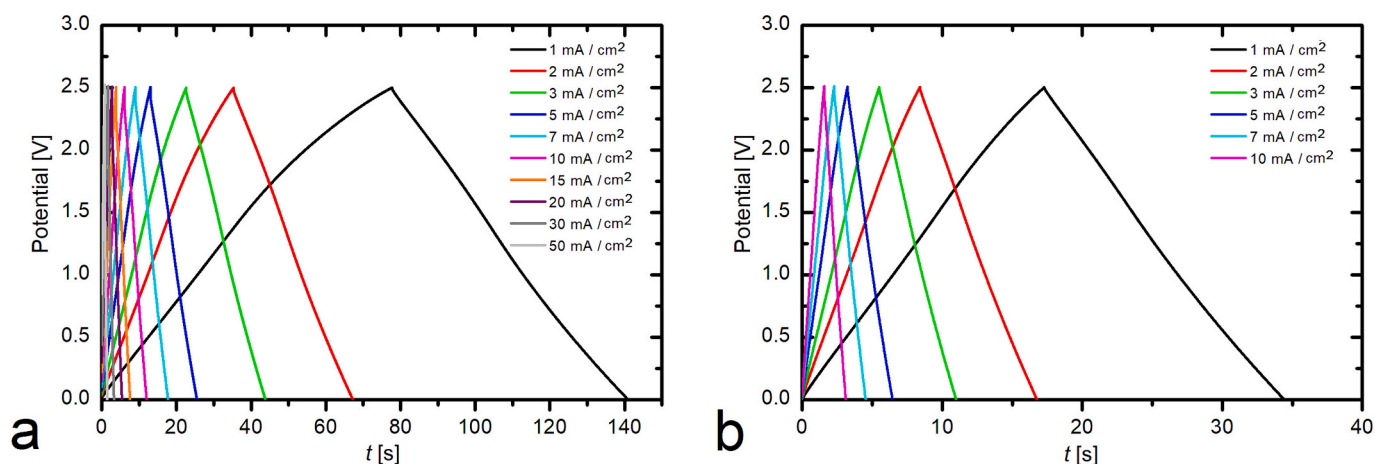 3.0
2.5
2.0
1.5
1.0
0.5
0.0
Potential [V]
0 20 40 60 80 100 120 140
t [s]
1 mA / cm²
2 mA / cm²
3 mA / cm²
5 mA / cm²
7 mA / cm²
10 mA / cm²
15 mA / cm²
20 mA / cm²
30 mA / cm²
50 mA / cm²
a
3.0
2.5
2.0
1.5
1.0
0.5
0.0
Potential [V]
0 10 20 30 40
t [s]
1 mA / cm²
2 mA / cm²
3 mA / cm²
5 mA / cm²
7 mA / cm²
10 mA / cm²
b